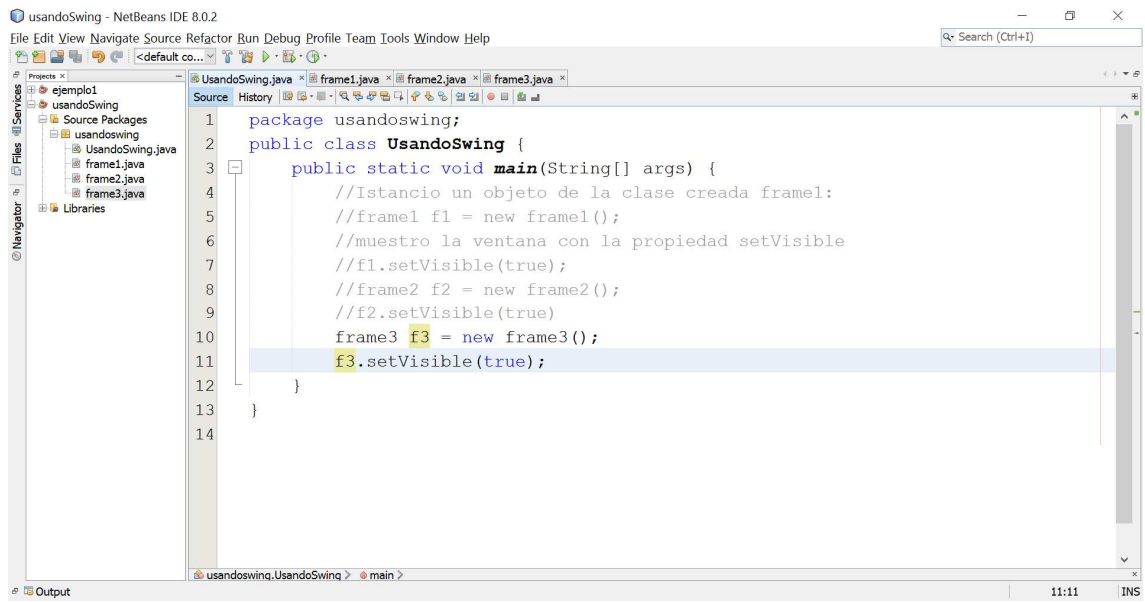 usandoSwing - NetBeans IDE 8.0.2
File Edit View Navigate Source Refactor Run Debug Profile Team Tools Window Help
Search (Ctrl+I)
<default co...
Projects
UsandoSwing.java frame1.java frame2.java frame3.java
Services
Files
Navigator
ejemplo1
usandoSwing
Source Packages
usandoswing
UsandoSwing.java
frame1.java
frame2.java
frame3.java
Libraries
Source History
1 package usandoswing;
2 public class UsandoSwing {
3 public static void main(String[] args) {
4 //Istancio un objeto de la clase creada frame1:
5 //frame1 f1 = new frame1();
6 //muestro la ventana con la propiedad setVisible
7 //f1.setVisible(true);
8 //frame2 f2 = new frame2();
9 //f2.setVisible(true)
10 frame3 f3 = new frame3();
11 f3.setVisible(true);
12 }
13 }
14
usandoswing.UsandoSwing > main >
Output
11:11 INS